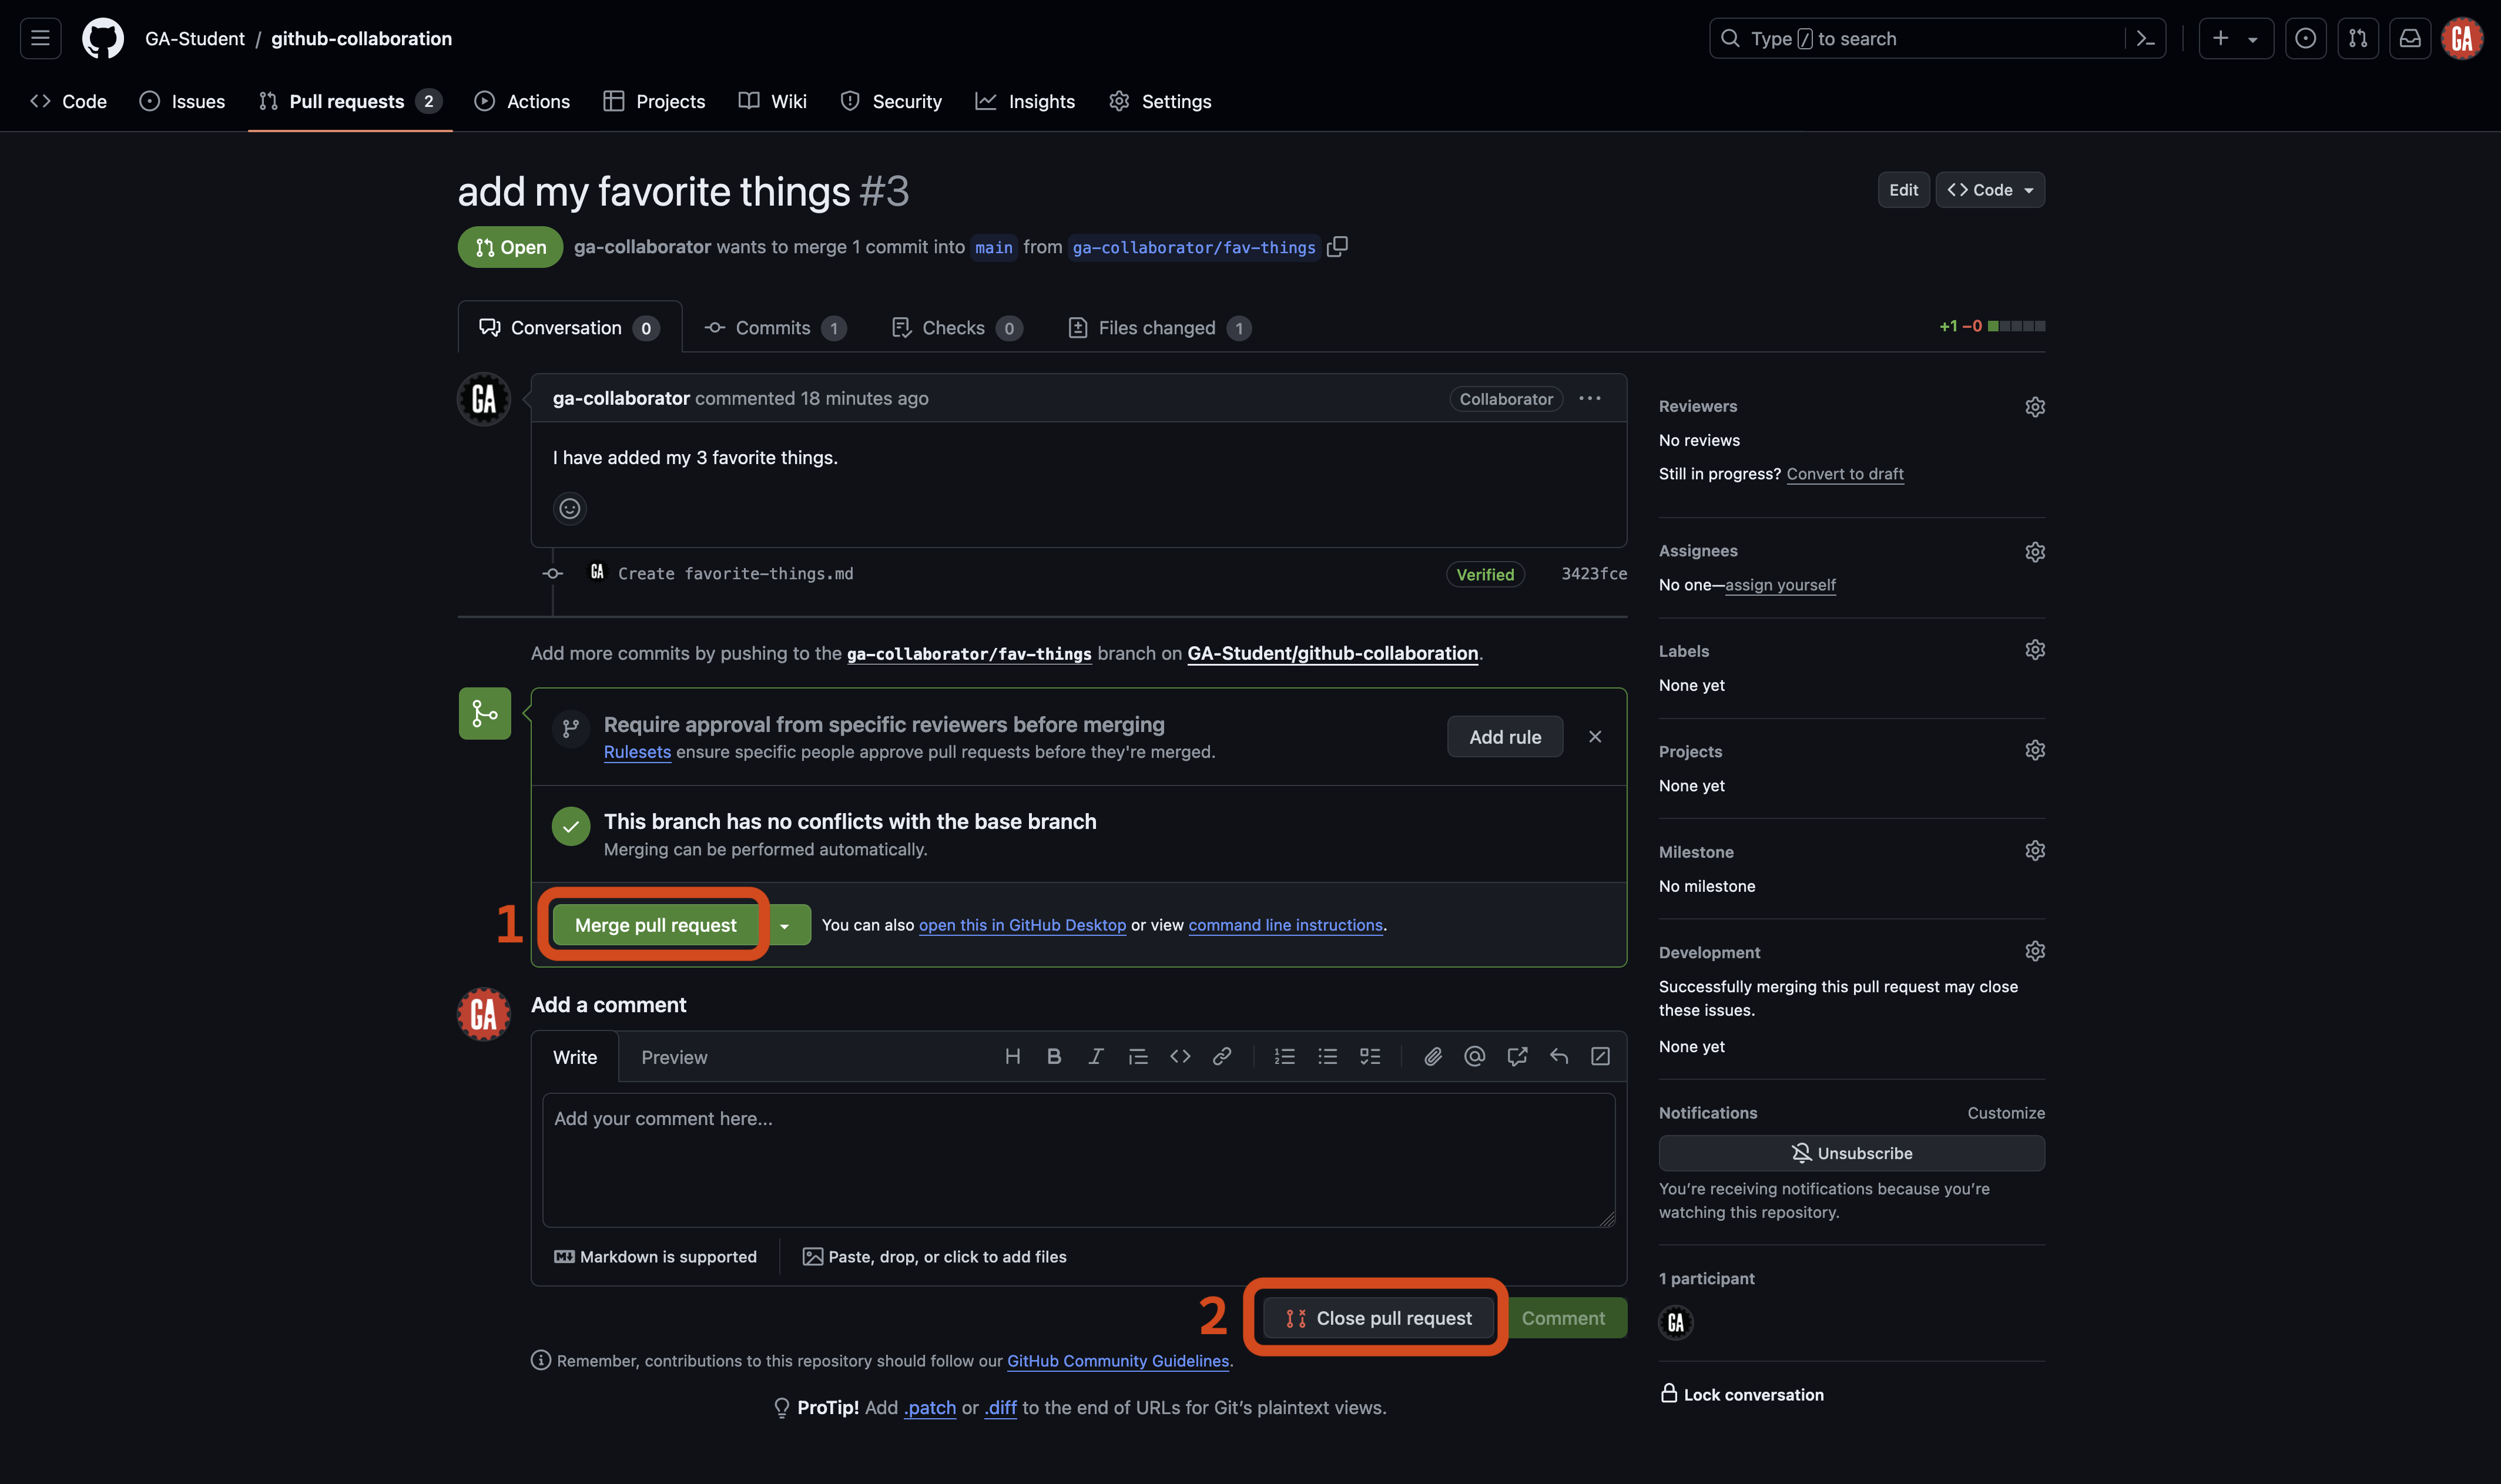 GA-Student / github-collaboration
Type / to search
Code Issues Pull requests 2 Actions Projects Wiki Security Insights Settings
add my favorite things #3
Edit
<> Code
Open
ga-collaborator wants to merge 1 commit into main from ga-collaborator/fav-things
Conversation 0 Commits 1 Checks 0 Files changed 1
+1 −0
GA
ga-collaborator commented 18 minutes ago
Collaborator
I have added my 3 favorite things.
GA Create favorite-things.md
Verified 3423fce
Add more commits by pushing to the ga-collaborator/fav-things branch on GA-Student/github-collaboration.
Require approval from specific reviewers before merging
Rulesets ensure specific people approve pull requests before they're merged.
Add rule
This branch has no conflicts with the base branch
Merging can be performed automatically.
1
Merge pull request
You can also open this in GitHub Desktop or view command line instructions.
GA
Add a comment
Write Preview
Add your comment here...
Markdown is supported
Paste, drop, or click to add files
2
Close pull request
Comment
Remember, contributions to this repository should follow our GitHub Community Guidelines.
ProTip! Add .patch or .diff to the end of URLs for Git’s plaintext views.
GA
Reviewers
No reviews
Still in progress? Convert to draft
Assignees
No one—assign yourself
Labels
None yet
Projects
None yet
Milestone
No milestone
Development
Successfully merging this pull request may close
these issues.
None yet
Notifications
Customize
Unsubscribe
You’re receiving notifications because you’re
watching this repository.
1 participant
GA
Lock conversation